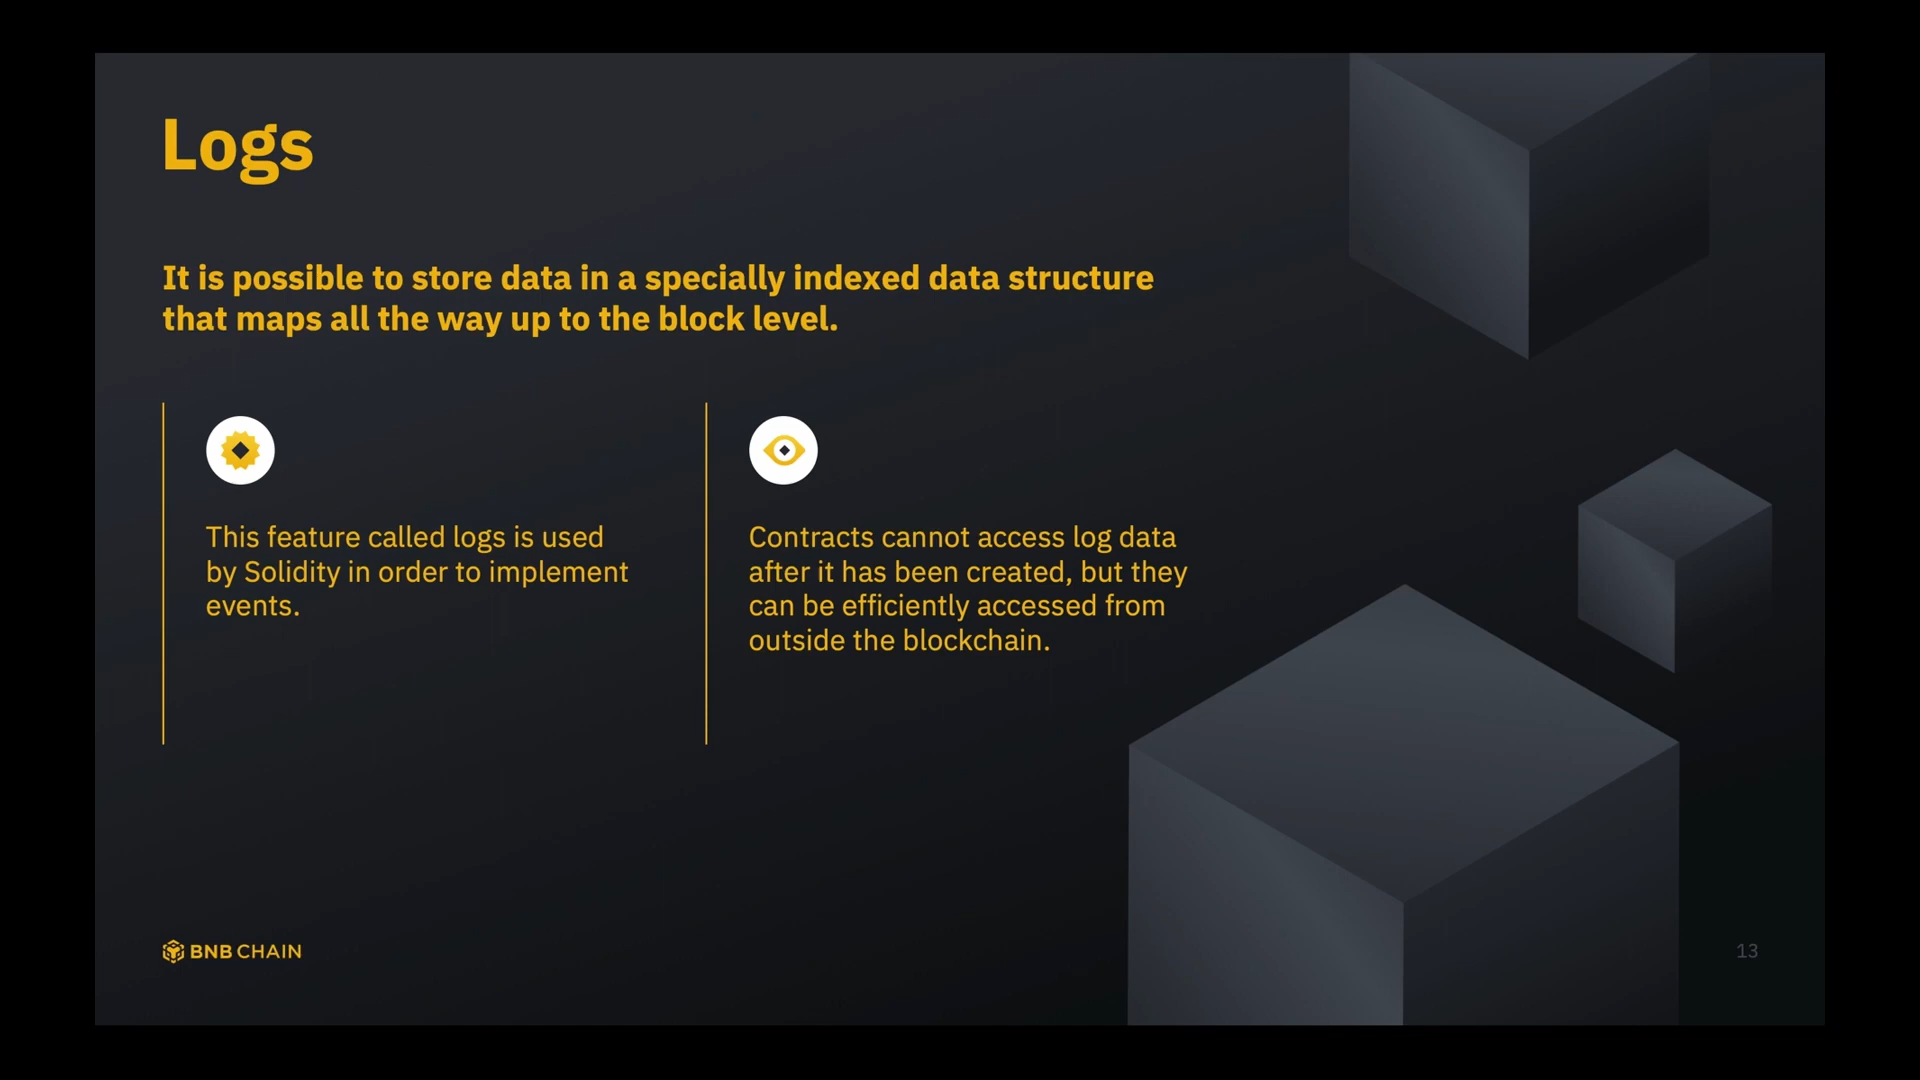 Logs
It is possible to store data in a specially indexed data structure
that maps all the way up to the block level.
This feature called logs is used
by Solidity in order to implement
events.
Contracts cannot access log data
after it has been created, but they
can be efficiently accessed from
outside the blockchain.
BNB CHAIN
13